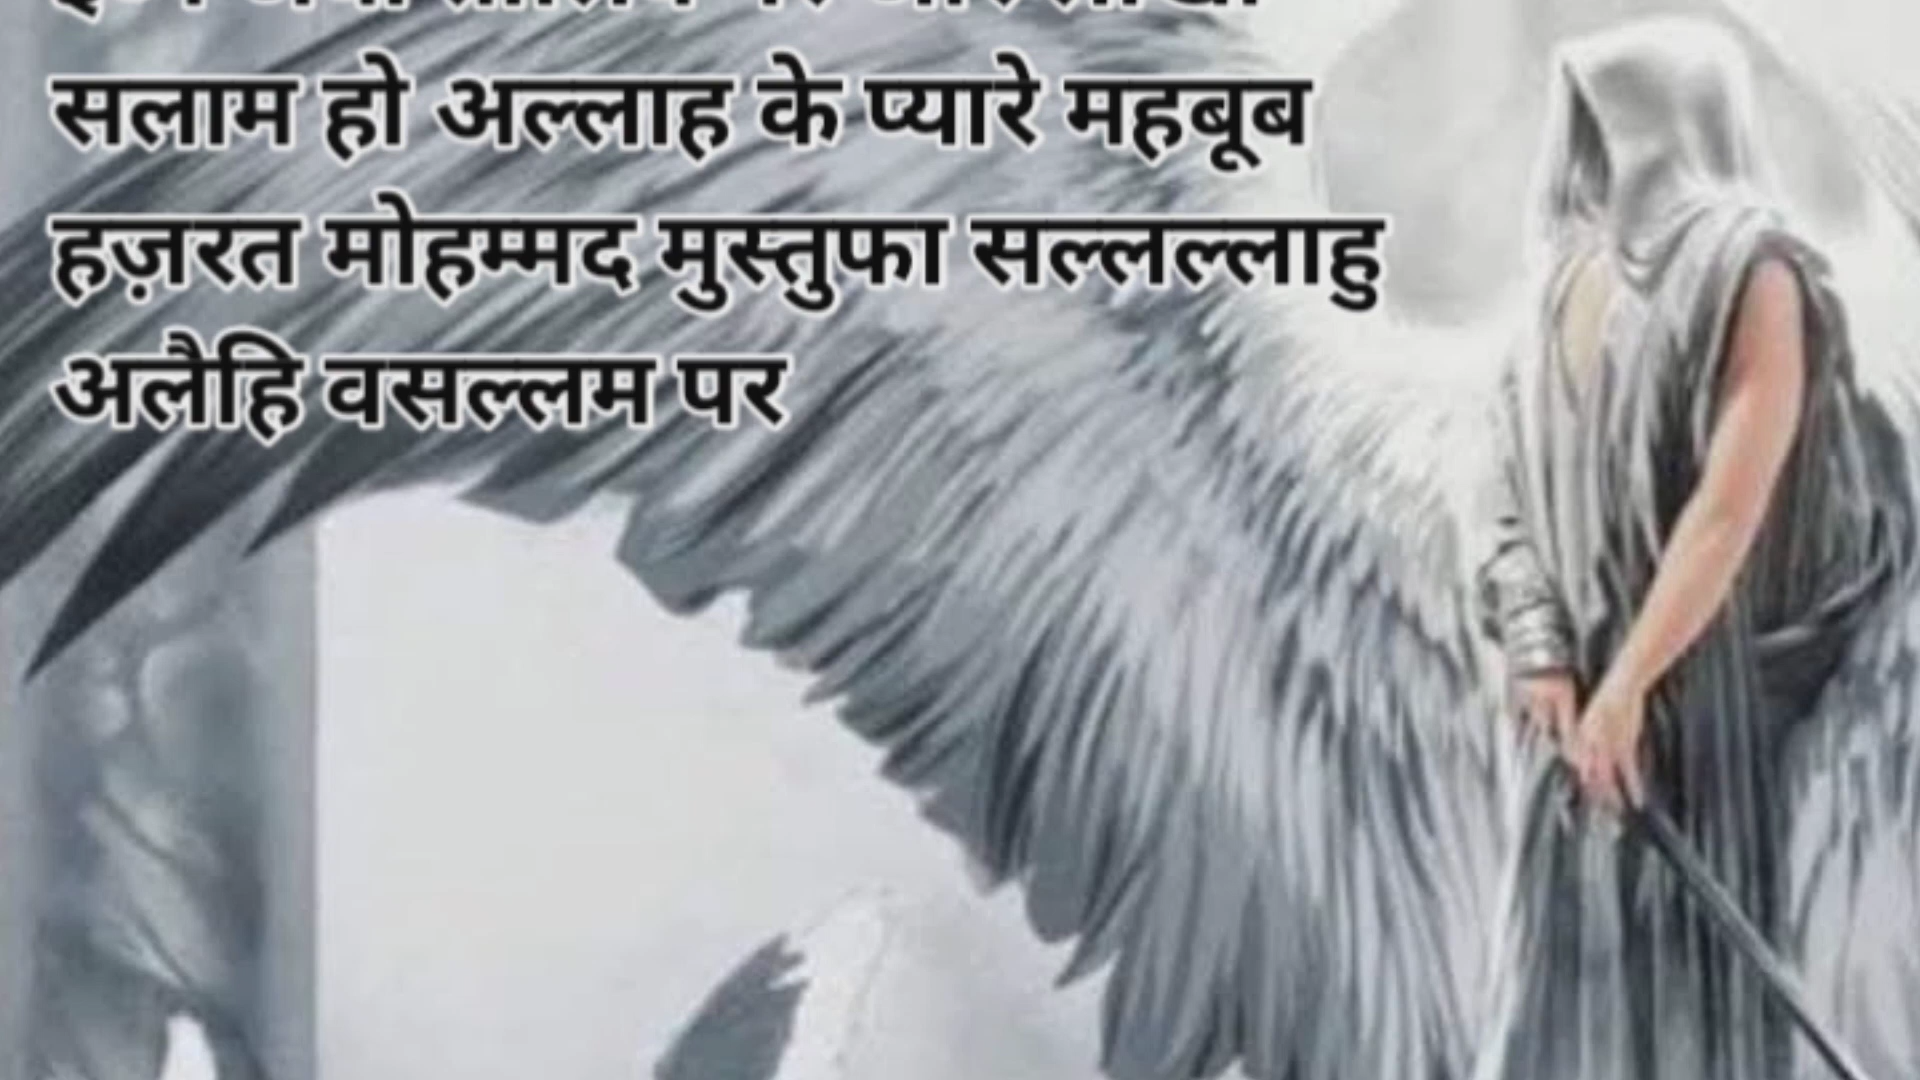 सलाम हो अल्लाह के प्यारे महबूब
हज़रत मोहम्मद मुस्तुफा सल्लल्लाहु
अलैहि वसल्लम पर